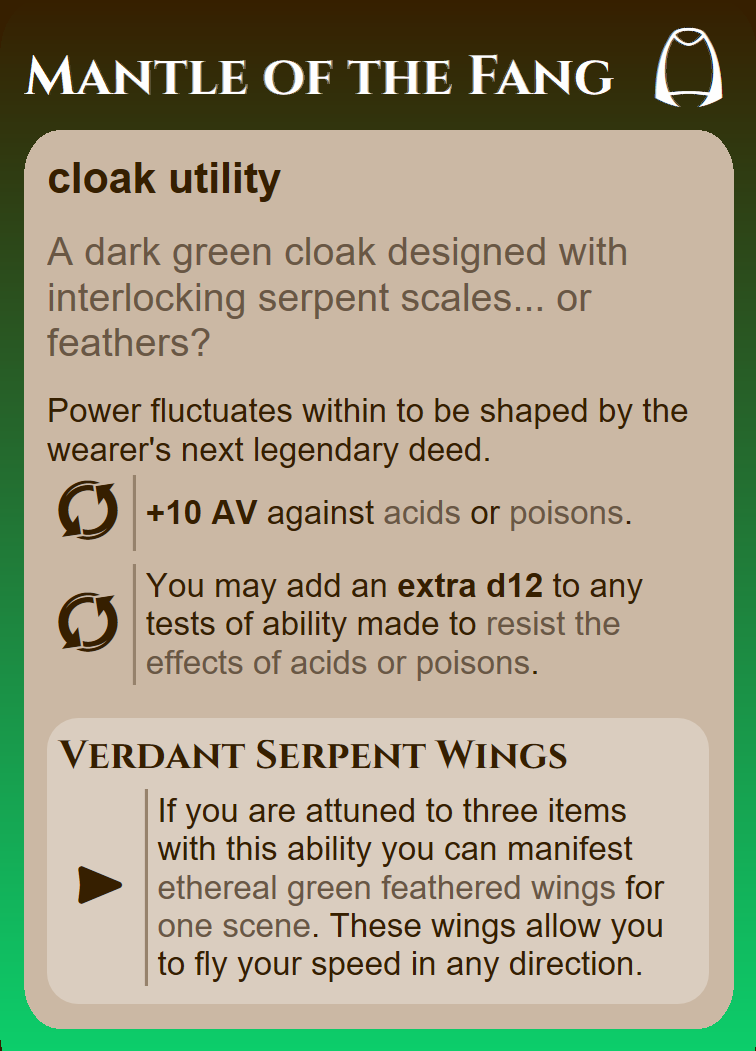 Mantle of the Fang
cloak utility
A dark green cloak designed with
interlocking serpent scales... or
feathers?
Power fluctuates within to be shaped by the
wearer's next legendary deed.
+10 AV against acids or poisons.
You may add an extra d12 to any
tests of ability made to resist the
effects of acids or poisons.
Verdant Serpent Wings
If you are attuned to three items
with this ability you can manifest
ethereal green feathered wings for
one scene. These wings allow you
to fly your speed in any direction.